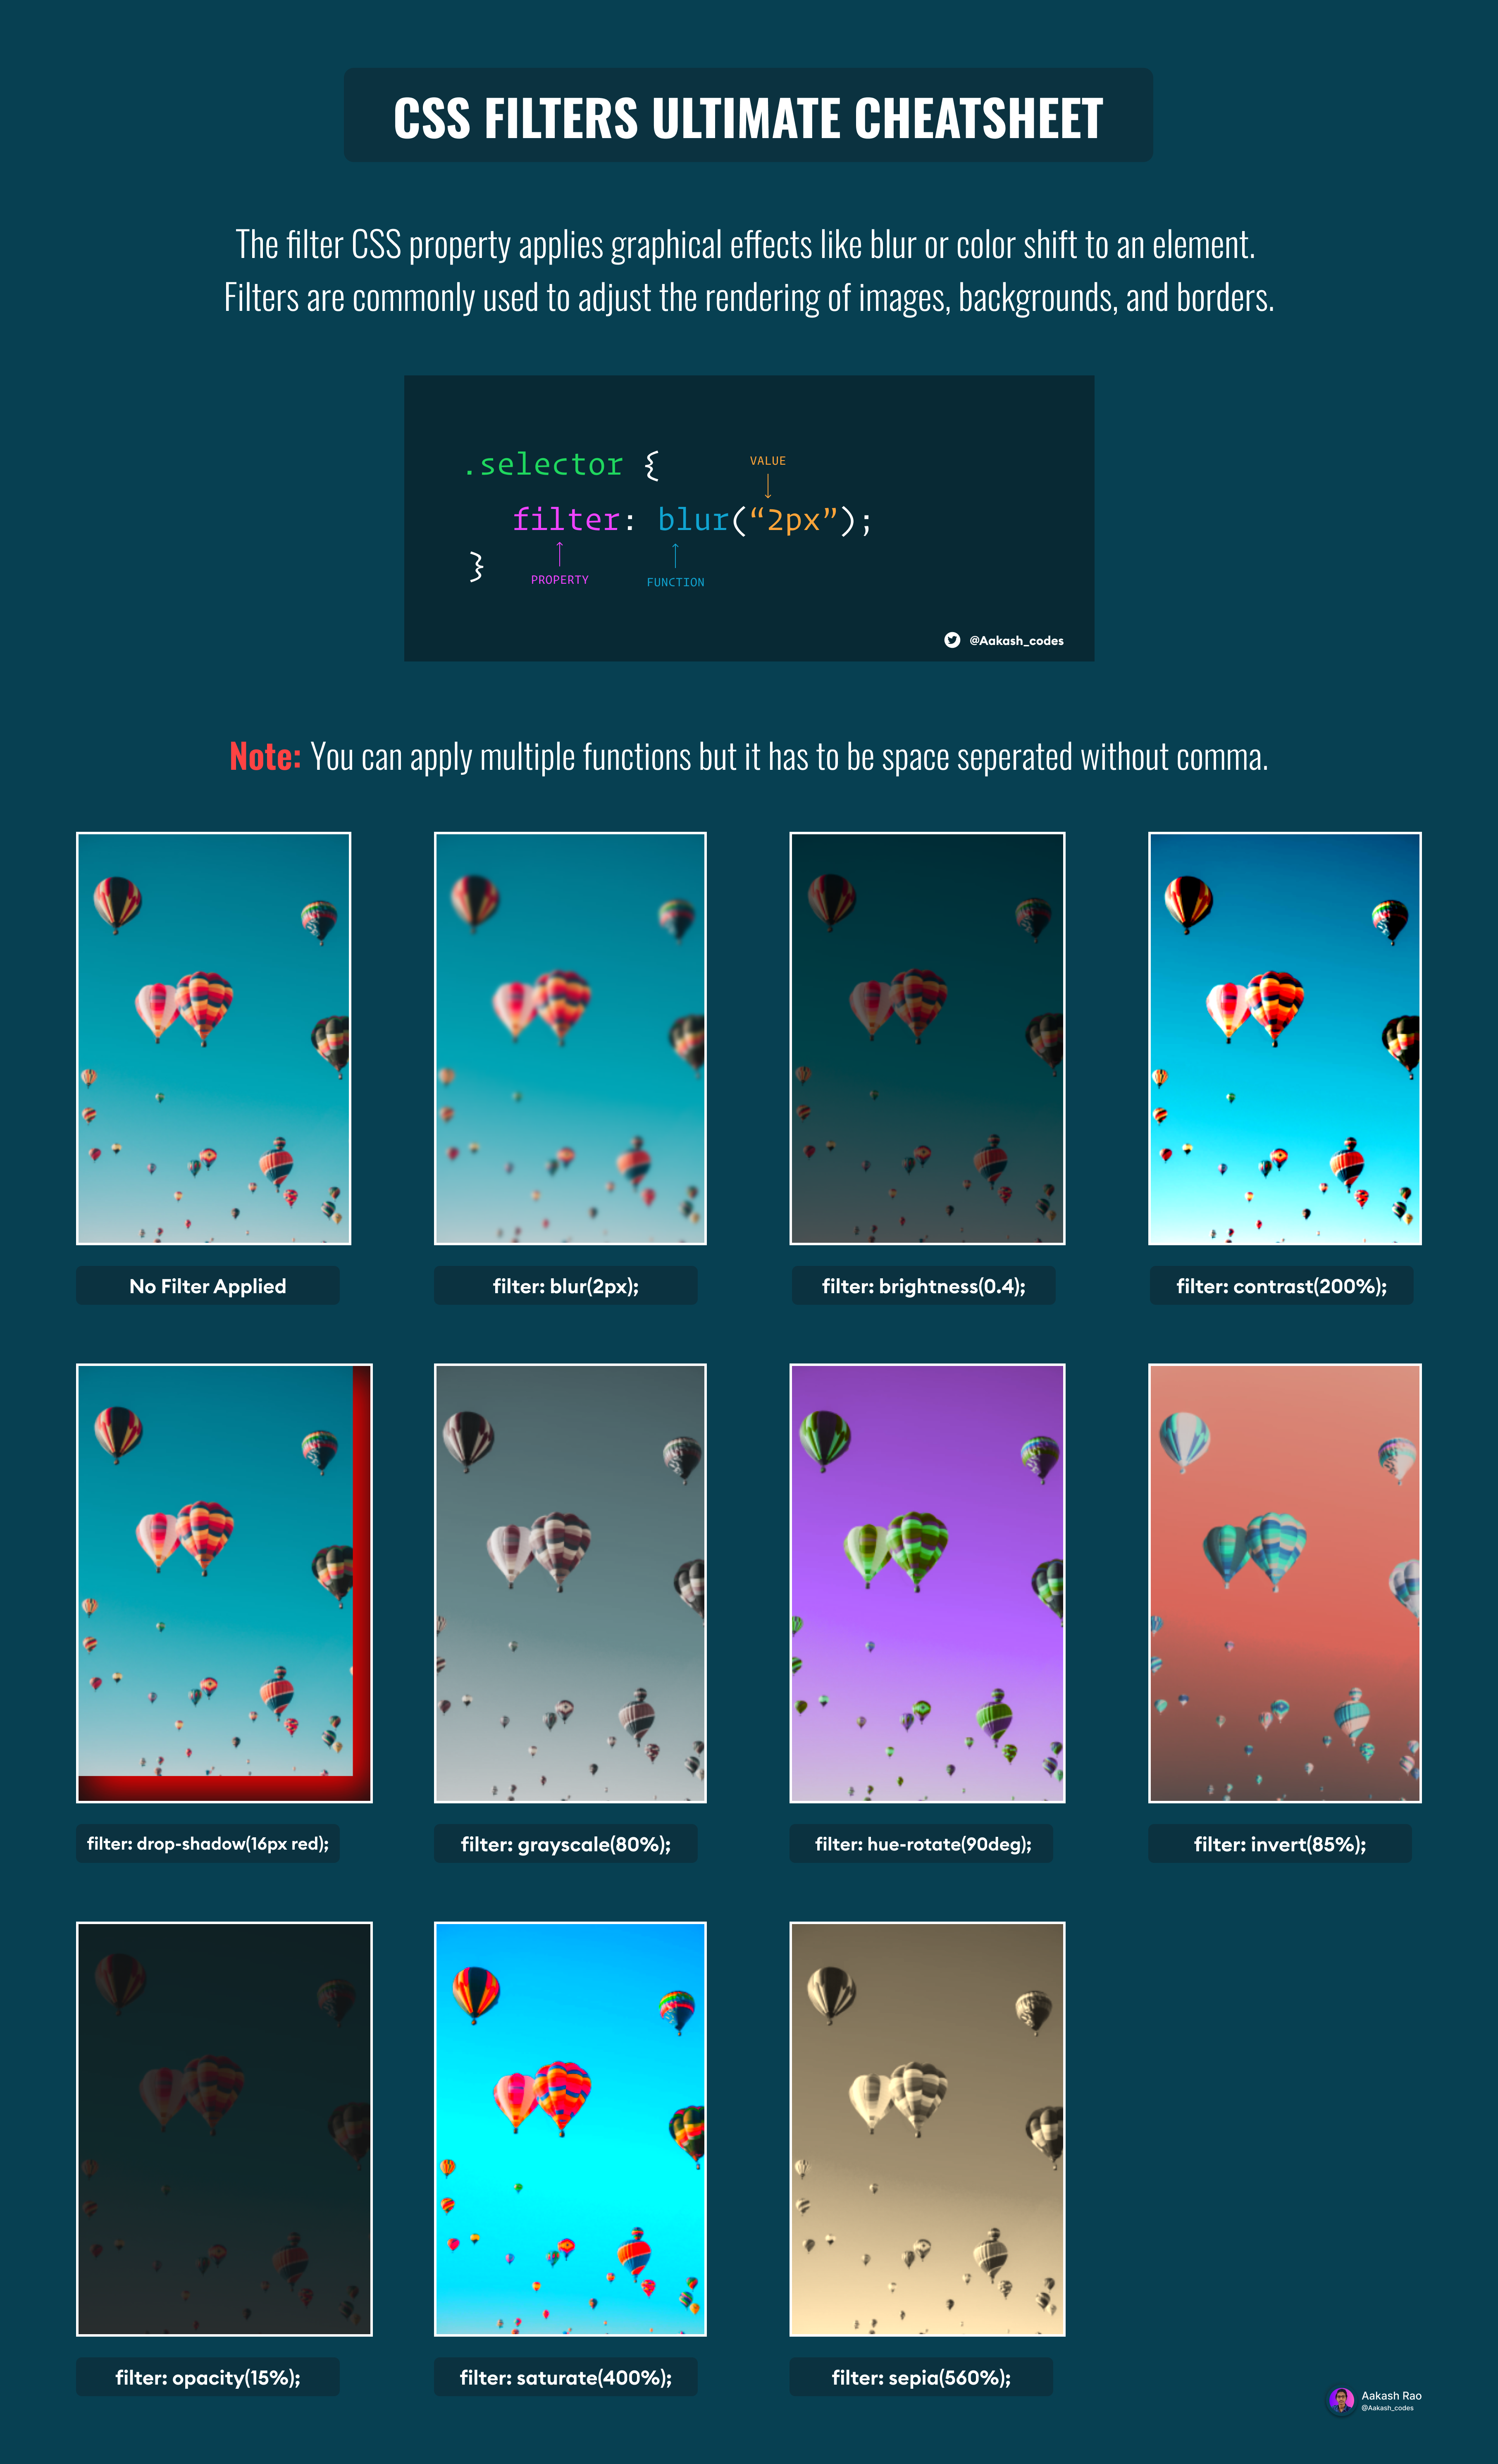 CSS FILTERS ULTIMATE CHEATSHEET
The filter CSS property applies graphical effects like blur or color shift to an element.
Filters are commonly used to adjust the rendering of images, backgrounds, and borders.
.selector {
VALUE
filter: blur(“2px”);
}
PROPERTY
FUNCTION
@Aakash_codes
Note: You can apply multiple functions but it has to be space seperated without comma.
No Filter Applied
filter: blur(2px);
filter: brightness(0.4);
filter: contrast(200%);
filter: drop-shadow(16px red);
filter: grayscale(80%);
filter: hue-rotate(90deg);
filter: invert(85%);
filter: opacity(15%);
filter: saturate(400%);
filter: sepia(560%);
Aakash Rao
@Aakash_codes